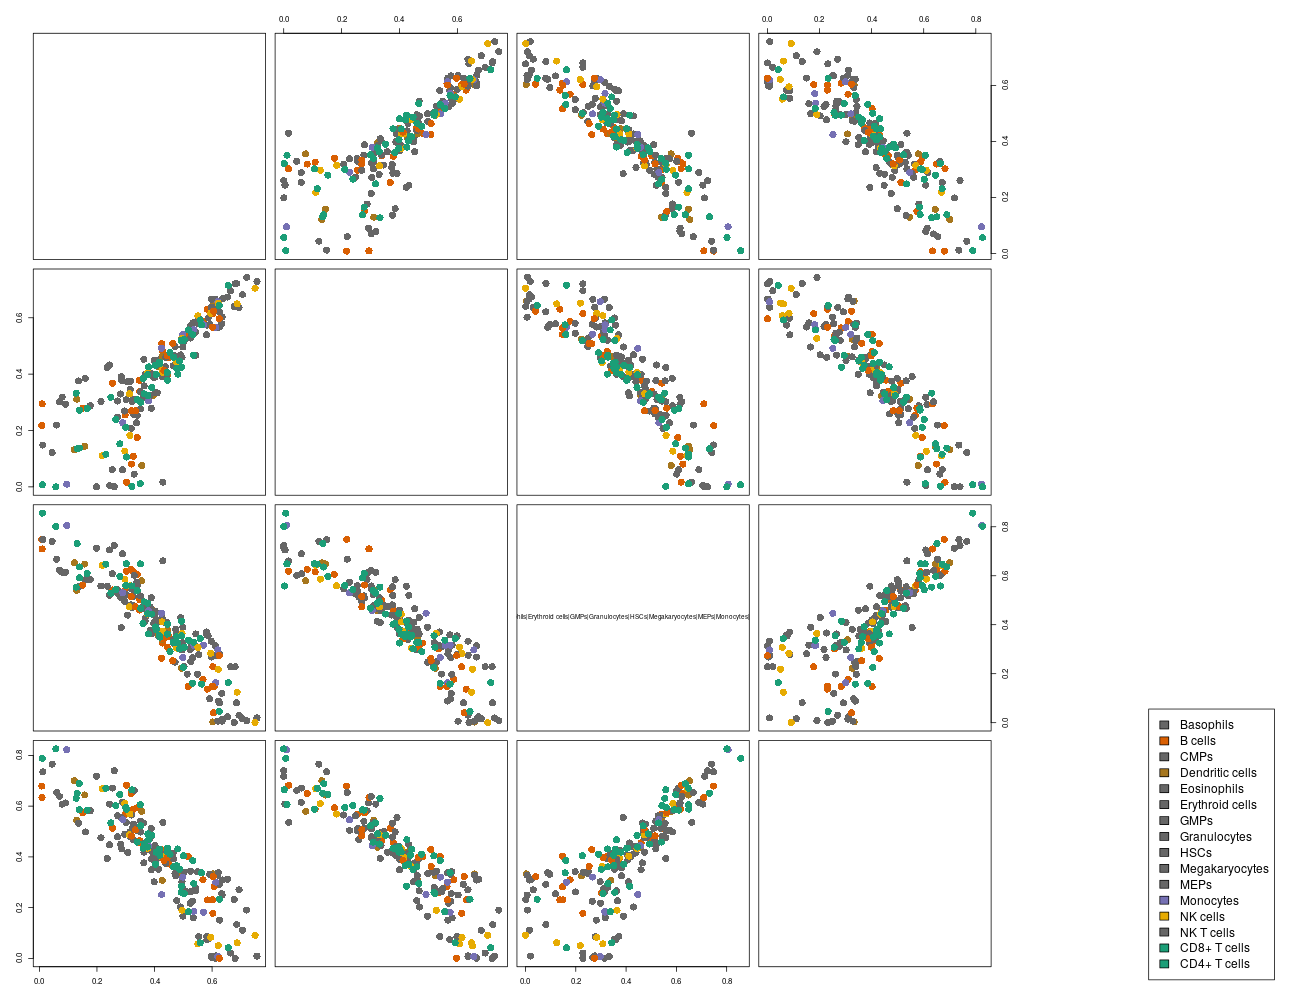 0.0 0.2 0.4 0.6
0.0 0.2 0.4 0.6 0.8
0.0 0.2 0.4 0.6
0.0 0.2 0.4 0.6
cells|Erythroid cells|GMPs|Granulocytes|HSCs|Megakaryocytes|MEPs|Monocytes|
0.0 0.2 0.4 0.6 0.8
0.0 0.2 0.4 0.6 0.8
0.0 0.2 0.4 0.6
0.0 0.2 0.4 0.6 0.8
Basophils
B cells
CMPs
Dendritic cells
Eosinophils
Erythroid cells
GMPs
Granulocytes
HSCs
Megakaryocytes
MEPs
Monocytes
NK cells
NK T cells
CD8+ T cells
CD4+ T cells